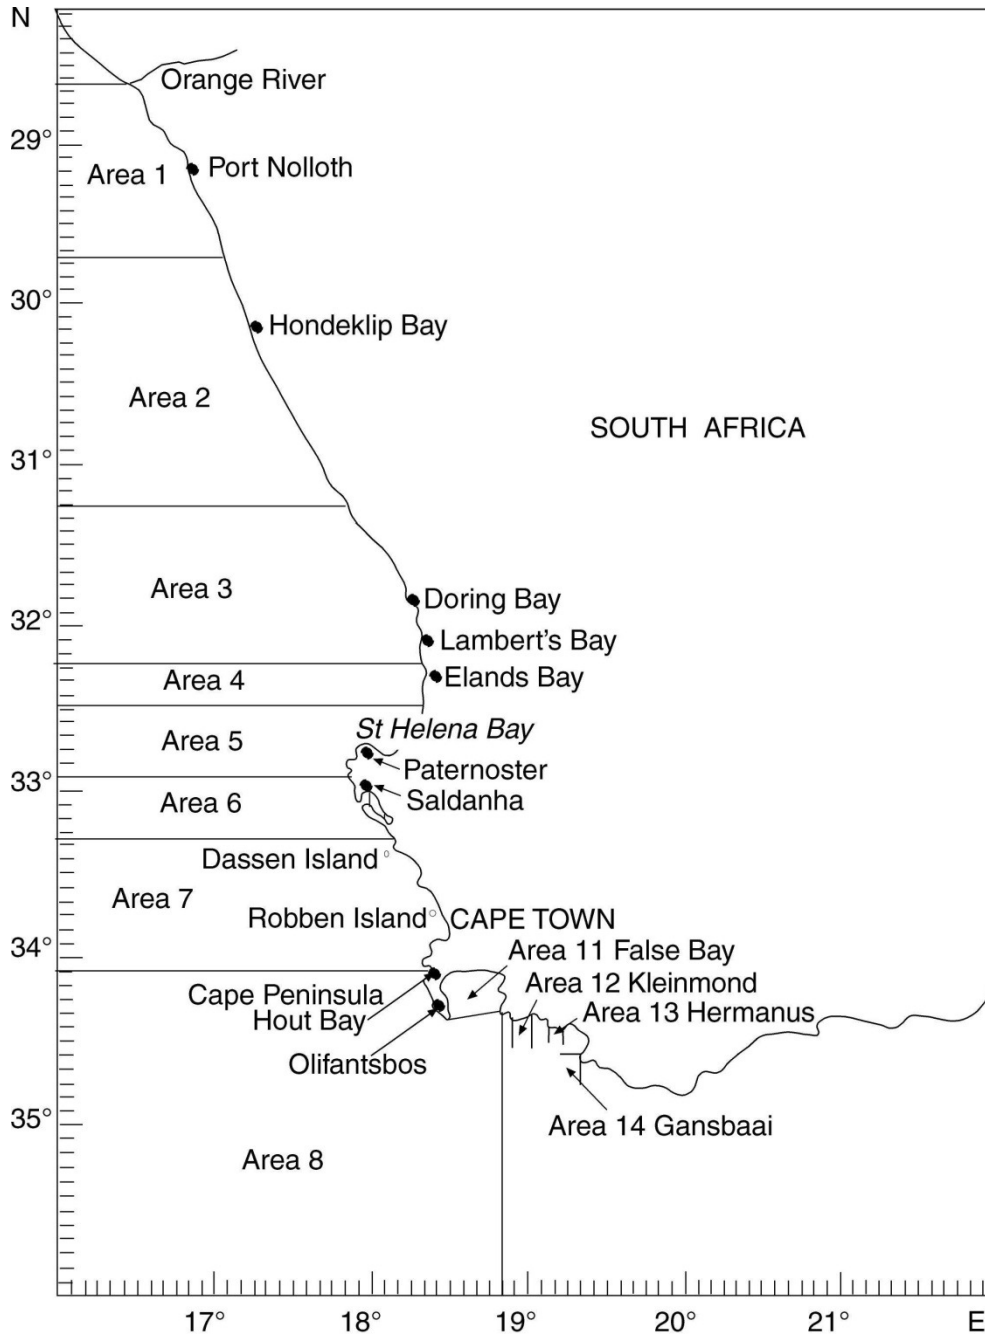 N
Orange River
29°
Area 1
Port Nolloth
30°
Hondeklip Bay
Area 2
SOUTH AFRICA
31°
Area 3
Doring Bay
32°
Lambert's Bay
Area 4
Elands Bay
St Helena Bay
Area 5
Paternoster
33°
Saldanha
Area 6
Dassen Island
Area 7
Robben Island
CAPE TOWN
34°
Area 11 False Bay
Area 12 Kleinmond
Cape Peninsula
Hout Bay
Area 13 Hermanus
Olifantsbos
35°
Area 14 Gansbaai
Area 8
17°
18°
19°
20°
21°
E